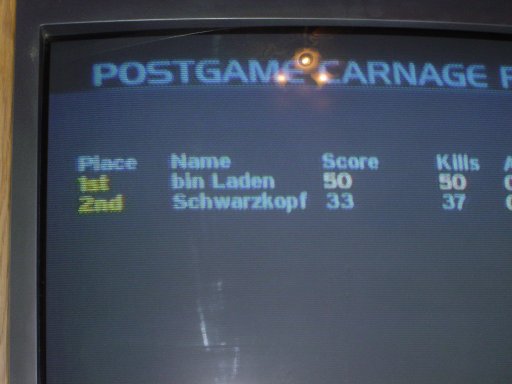 POSTGAME CARNAGE
Place Name Score Kills
1st bin Laden 50 50
2nd Schwarzkopf 33 37